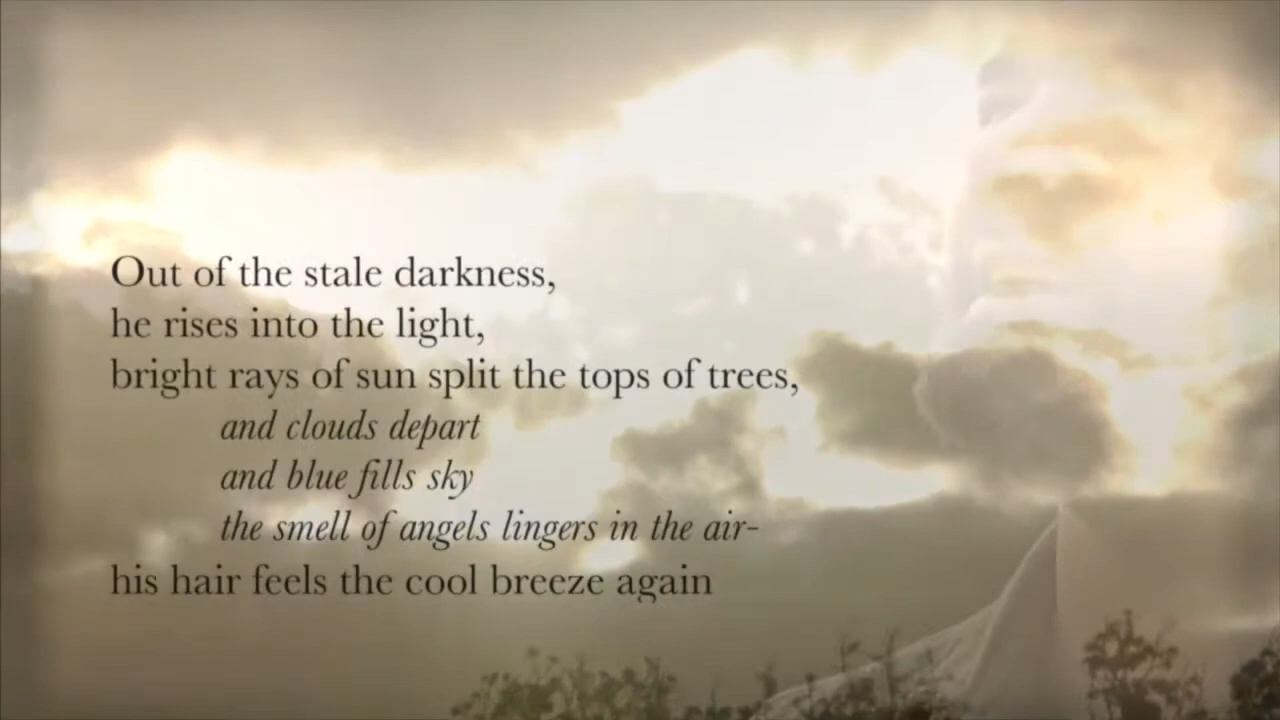 Out of the stale darkness,
he rises into the light,
bright rays of sun split the tops of trees,
and clouds depart
and blue fills sky
the smell of angels lingers in the air-
his hair feels the cool breeze again